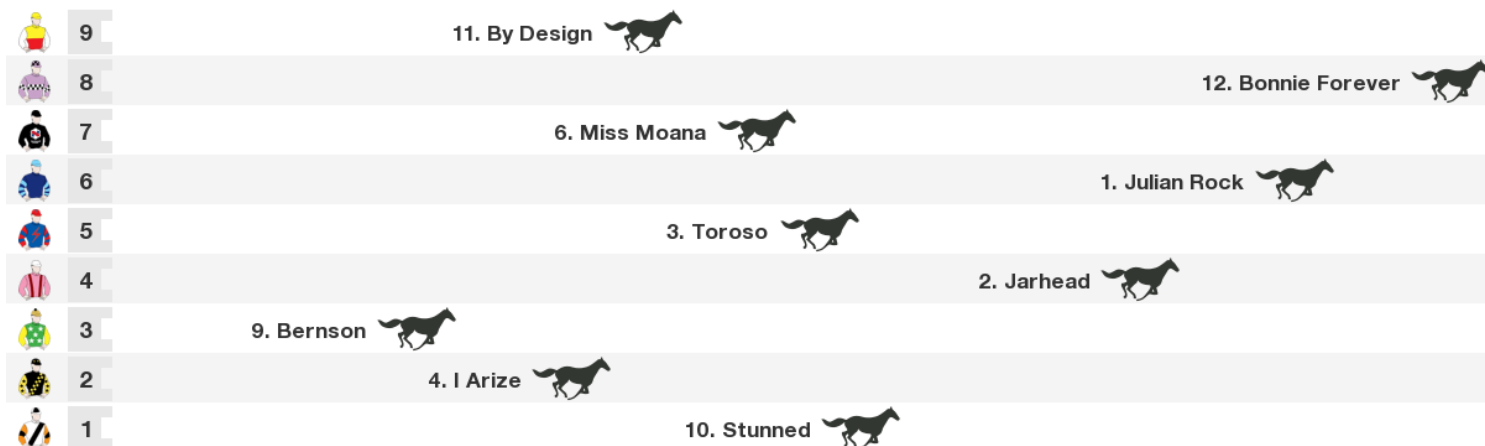 9 11. By Design
8 12. Bonnie Forever
7 6. Miss Moana
6 1. Julian Rock
5 3. Toroso
4 2. Jarhead
3 9. Bernson
2 4. I Arize
1 10. Stunned